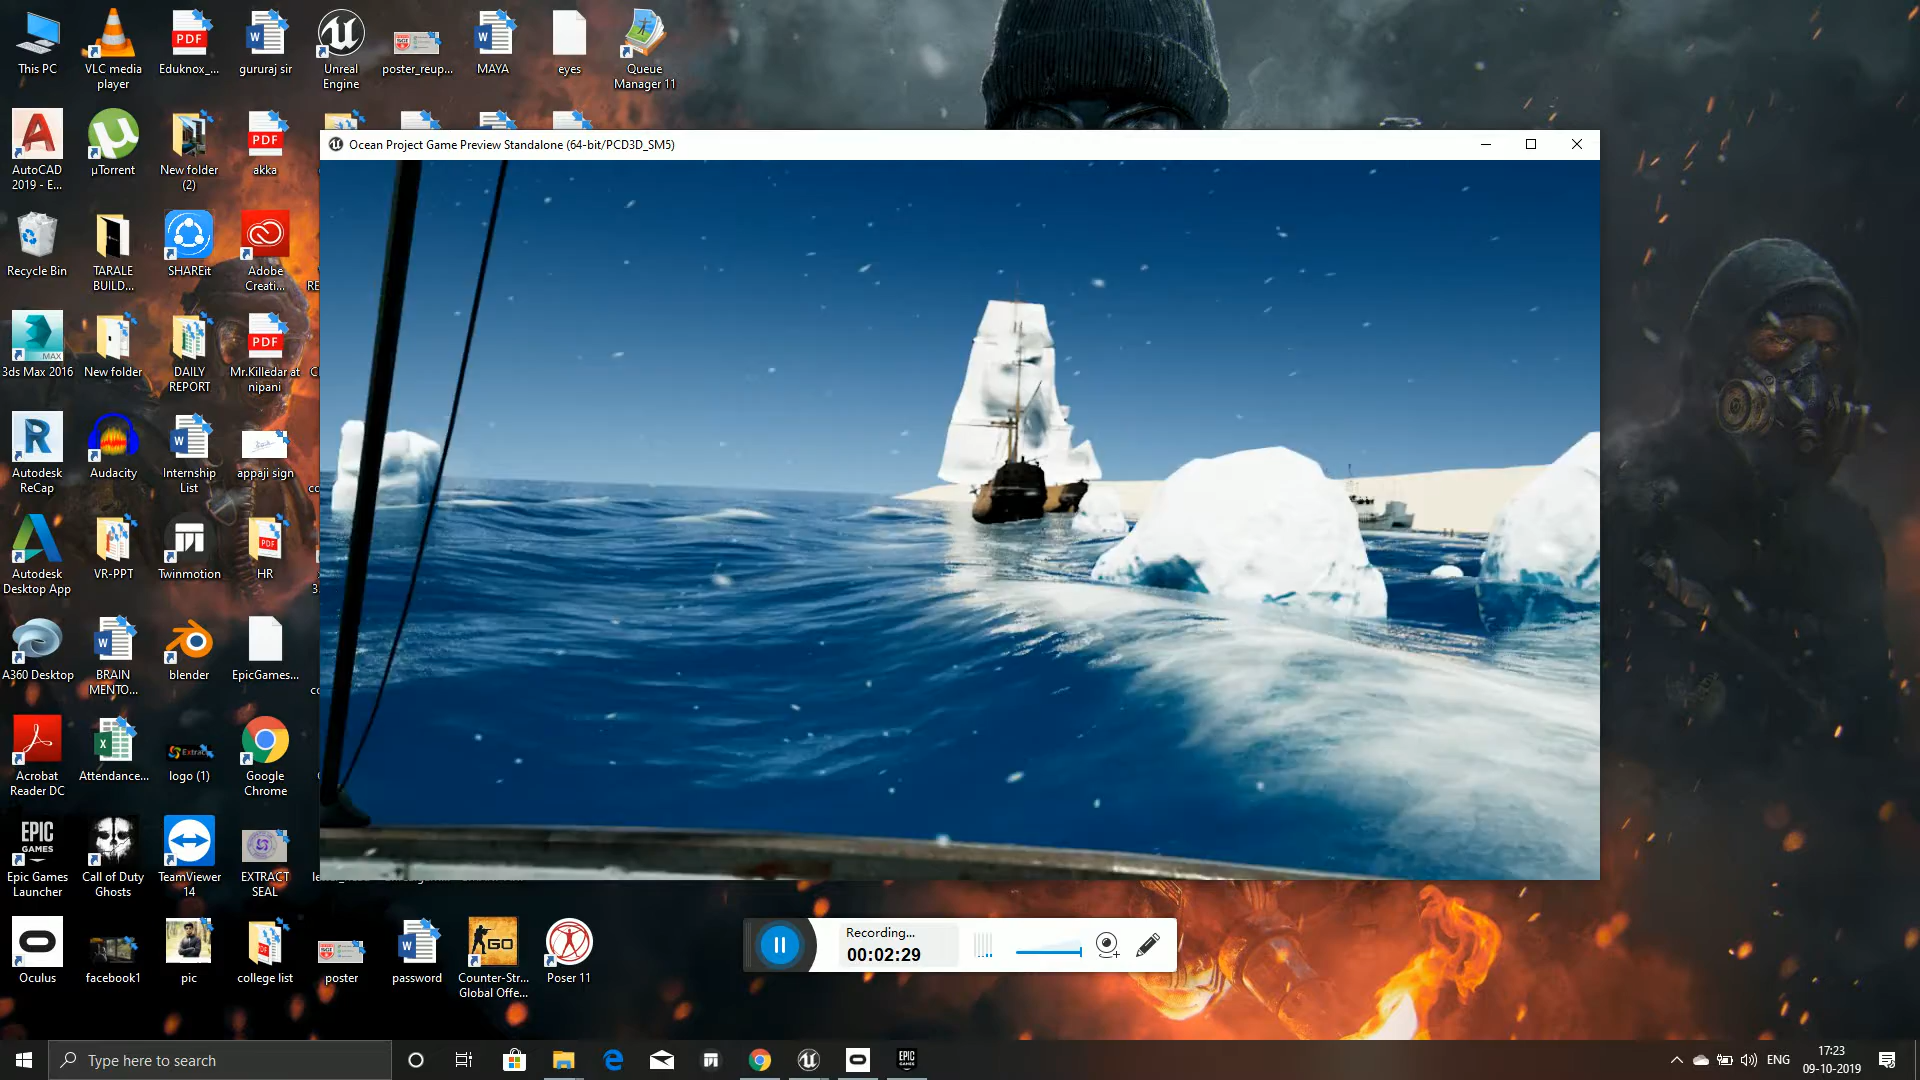 This PC
VLC media
player
Eduknox_...
gururaj sir
Unreal
Engine
poster_reup...
MAYA
eyes
Queue
Manager 11
AutoCAD
2019 - E...
µTorrent
New folder
(2)
akka
Ocean Project Game Preview Standalone (64-bit/PCD3D_SM5)
Recycle Bin
TARALE
BUILD...
SHAREit
Adobe
Creati...
3ds Max 2016
New folder
DAILY
REPORT
Mr.Killedar at
nipani
Autodesk
ReCap
Audacity
Internship
List
appaji sign
Autodesk
Desktop App
VR-PPT
Twinmotion
HR
A360 Desktop
BRAIN
MENTO...
blender
EpicGames...
Acrobat
Reader DC
Attendance...
logo (1)
Google
Chrome
Epic Games
Launcher
Call of Duty
Ghosts
TeamViewer
14
EXTRACT
SEAL
Oculus
facebook1
pic
college list
poster
password
Counter-Str...
Global Offe...
Poser 11
Recording...
00:02:29
Type here to search
ENG
17:23
09-10-2019